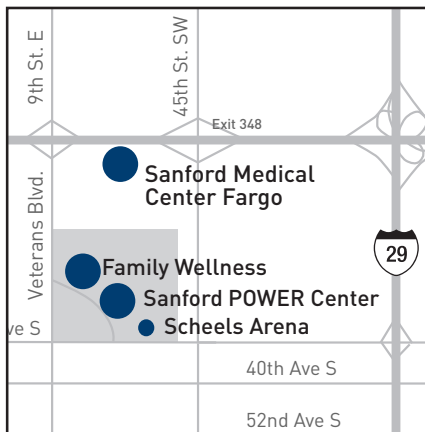 9th St. E
45th St. SW
Exit 348
Sanford Medical
Center Fargo
Veterans Blvd.
29
Family Wellness
Sanford POWER Center
Scheels Arena
ve S
40th Ave S
52nd Ave S